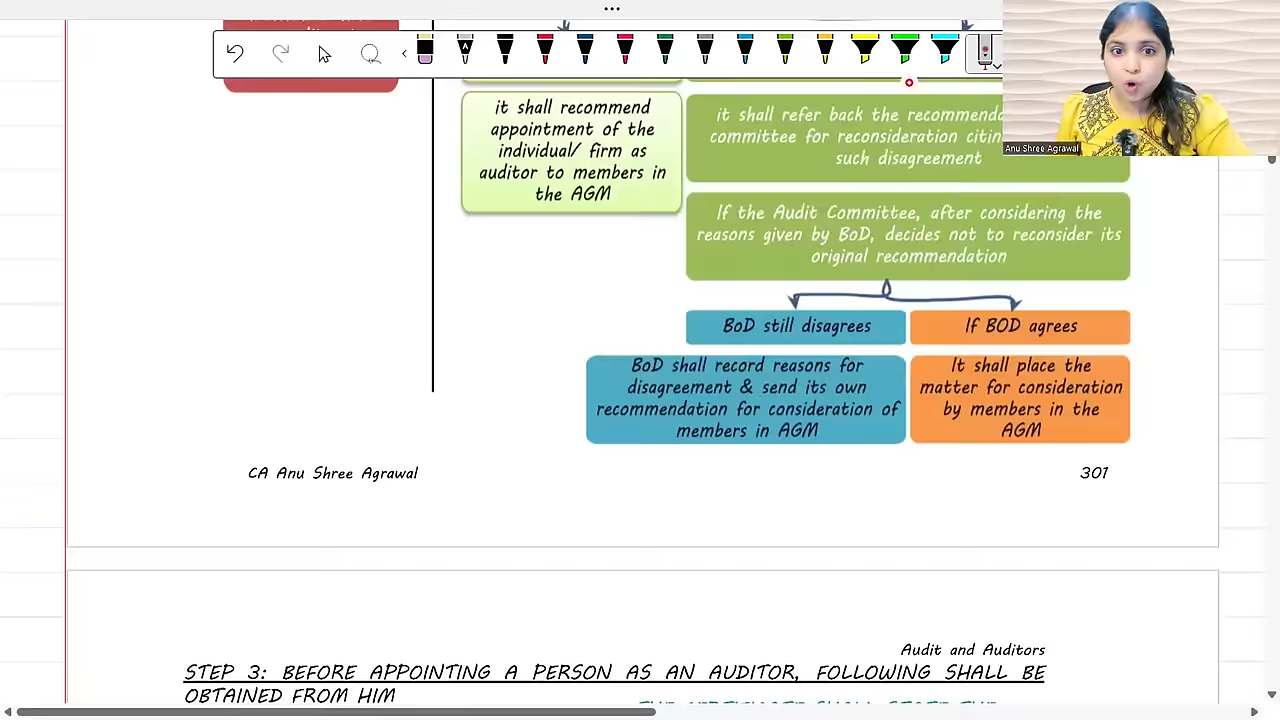 it shall recommend
appointment of the
individual/ firm as
auditor to members in
the AGM
it shall refer back the
committee for reconsideration
such disagreement
If the Audit Committee, after considering the
reasons given by BoD, decides not to reconsider its
original recommendation
BoD still disagrees
If BOD agrees
BoD shall record reasons for
disagreement & send its own
recommendation for consideration of
members in AGM
It shall place the
matter for consideration
by members in the
AGM
CA Anu Shree Agrawal
301
Audit and Auditors
STEP 3: BEFORE APPOINTING A PERSON AS AN AUDITOR, FOLLOWING SHALL BE
OBTAINED FROM HIM
Anu Shree Agrawal